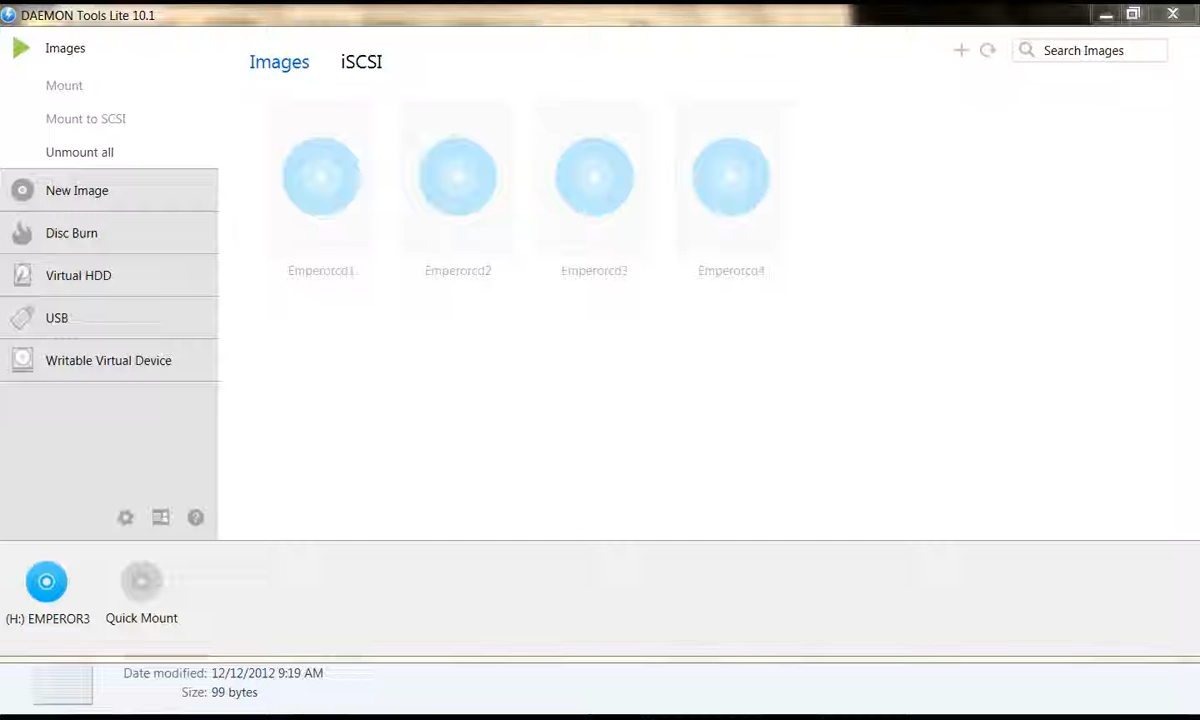 DAEMON Tools Lite 10.1
Images
Mount
Mount to SCSI
Unmount all
New Image
Disc Burn
Virtual HDD
USB
Writable Virtual Device
Images iSCSI
Search Images
Emperorcd1
Emperorcd2
Emperorcd3
Emperorcd4
(H:) EMPEROR3
Quick Mount
Date modified: 12/12/2012 9:19 AM
Size: 99 bytes